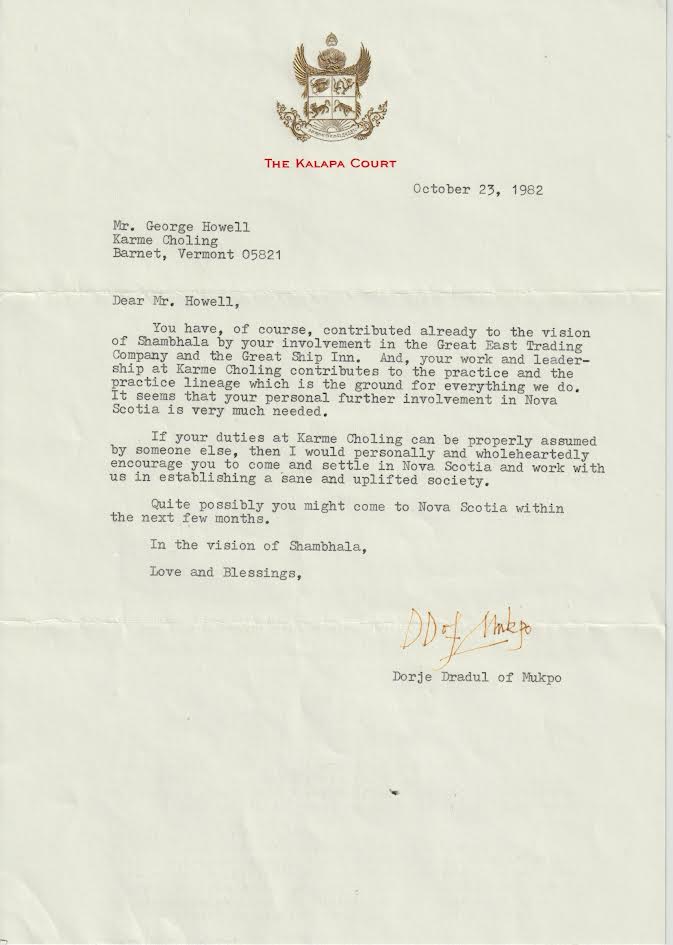 THE KALAPA COURT
October 23, 1982
Mr. George Howell
Karme Choling
Barnet, Vermont 05821
Dear Mr. Howell,
You have, of course, contributed already to the vision
of Shambhala by your involvement in the Great East Trading
Company and the Great Ship Inn. And, your work and leader-
ship at Karme Choling contributes to the practice and the
practice lineage which is the ground for everything we do.
It seems that your personal further involvement in Nova
Scotia is very much needed.
If your duties at Karme Choling can be properly assumed
by someone else, then I would personally and wholeheartedly
encourage you to come and settle in Nova Scotia and work with
us in establishing a sane and uplifted society.
Quite possibly you might come to Nova Scotia within
the next few months.
In the vision of Shambhala,
Love and Blessings,
DDof Mukpo
Dorje Dradul of Mukpo